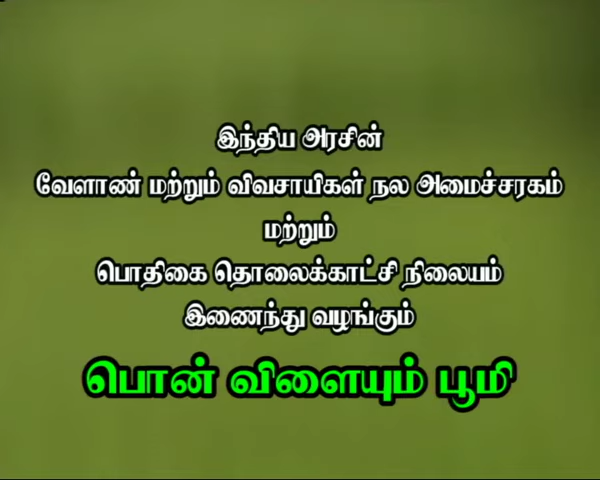 இந்திய அரசின்
வேளாண் மற்றும் விவசாயிகள் நல அமைச்சரகம்
மற்றும்
பொதிகை தொலைக்காட்சி நிலையம்
இணைந்து வழங்கும்
பொன் விளையும் பூமி